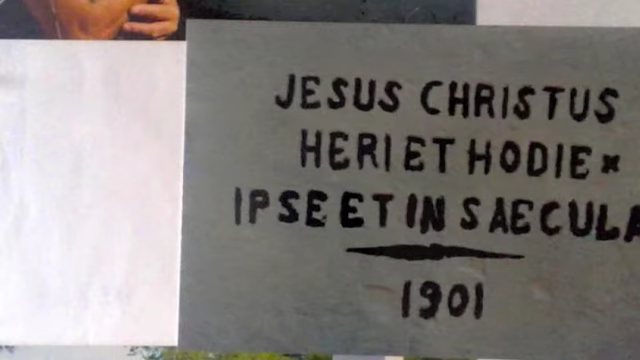 JESUS CHRISTUS
HERI ET HODIE ×
IPSE ET IN SAECULA
1901